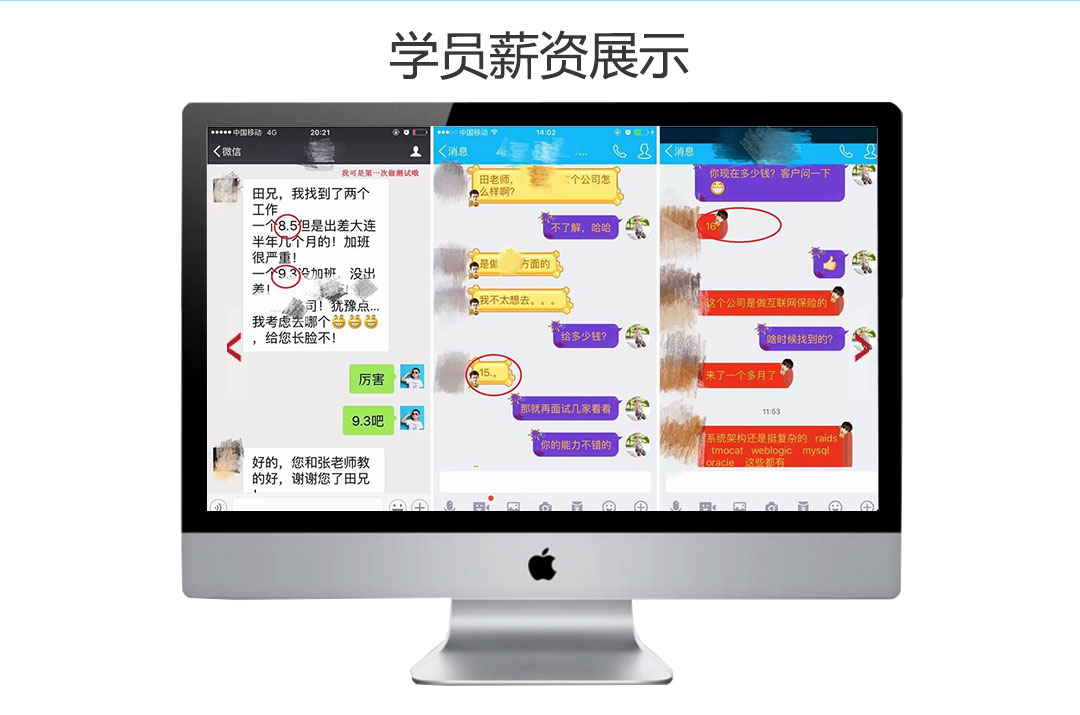 学员薪资展示
中国移动 4G
20:21
微信
我可是第一次做测试哦
田兄，我找到了两个
工作
一个8.5但是出差大连
半年几个月的！加班
很严重！
一个9.3没加班，没出
差！
司！犹豫点...
我考虑去哪个
，给您长脸不！
厉害
9.3吧
好的，您和张老师教
的好，谢谢您了田兄
！
中国移动
14:02
消息
田老师，
个公司怎
么样啊？
不了解，哈哈
是做
方面的
我不太想去。。。
给多少钱？
15.。
那就再面试几家看看
你的能力不错的
消息
你现在多少钱？客户问一下
16
这个公司是做互联网保险的
啥时候找到的？
来了一个多月了
11:53
系统架构还是挺复杂的 raids
tmocat weblogic mysql
oracle 这些都有